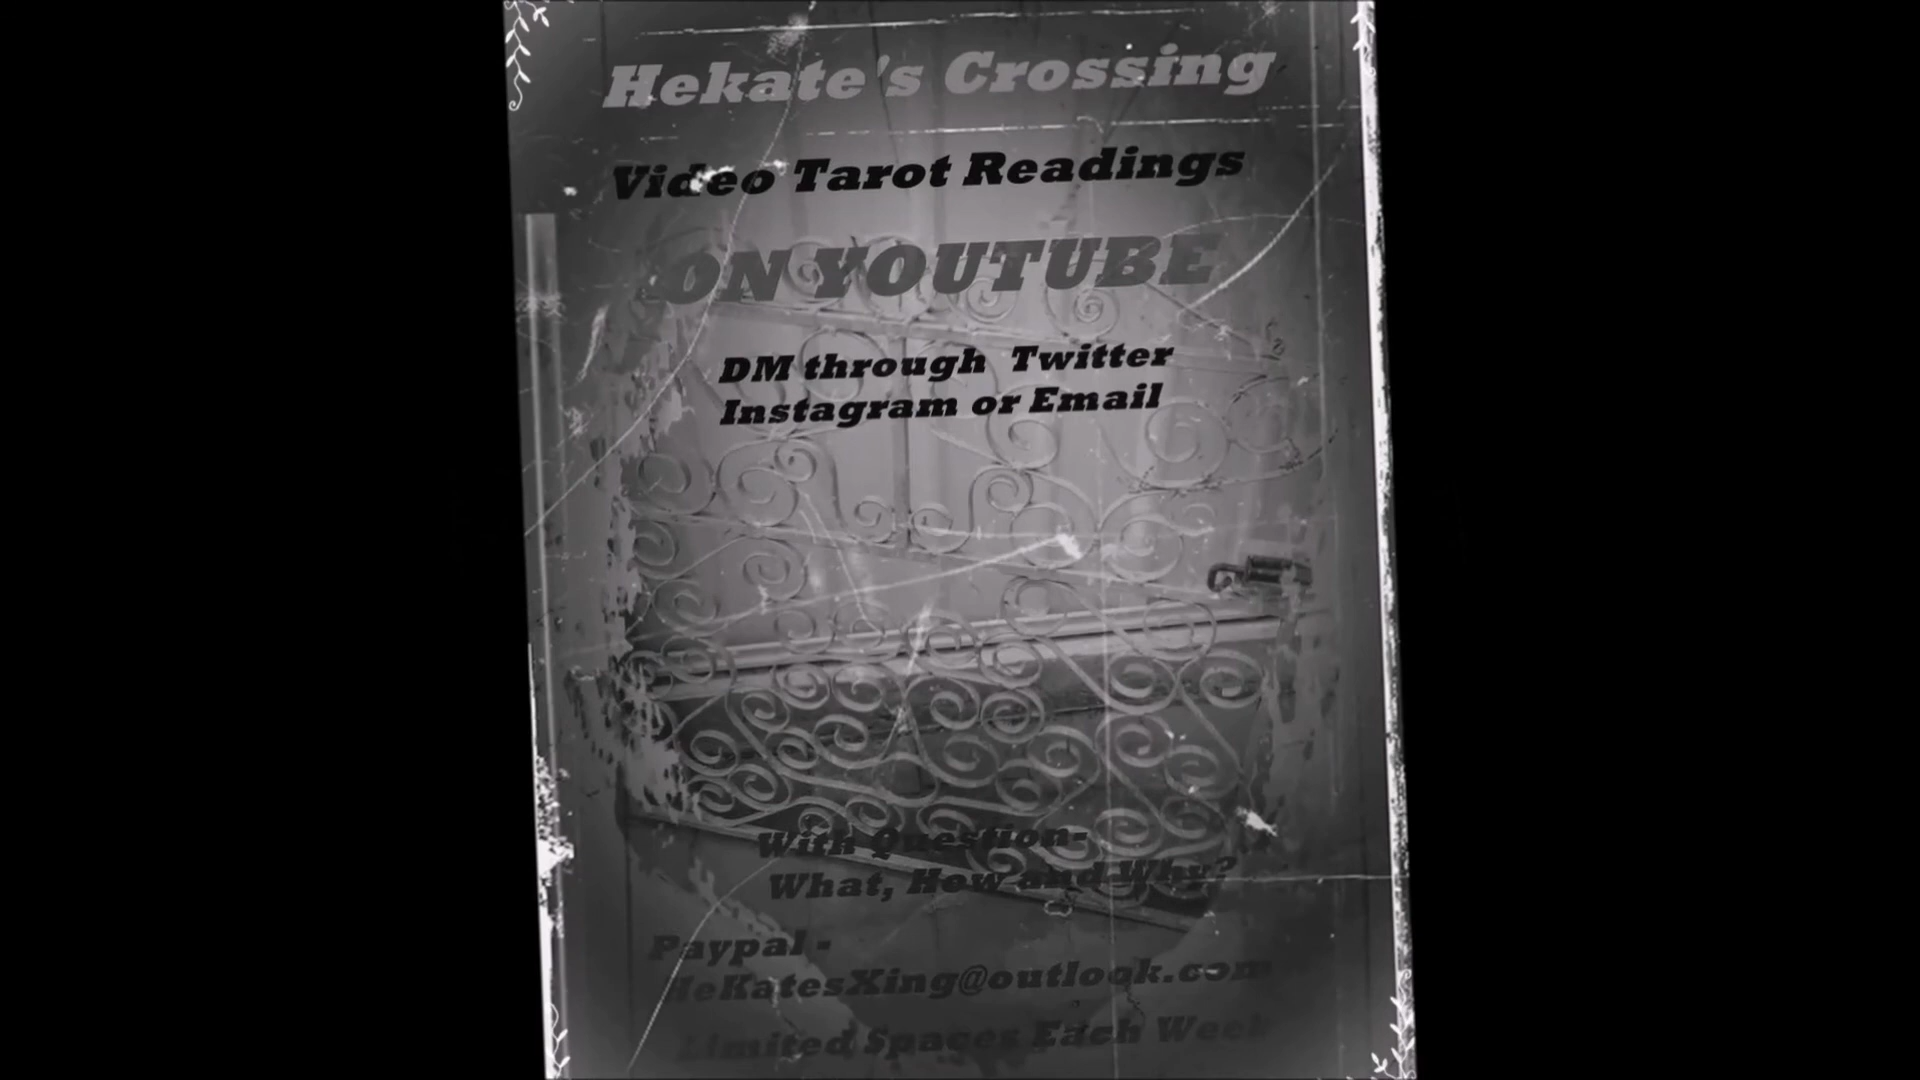 Hekate's Crossing
Video Tarot Readings
ON YOUTUBE
DM through Twitter
Instagram or Email
With Question-
What, How and Why?
Paypal -
HeKatesXing@outlook.com
Limited Spaces Each Week